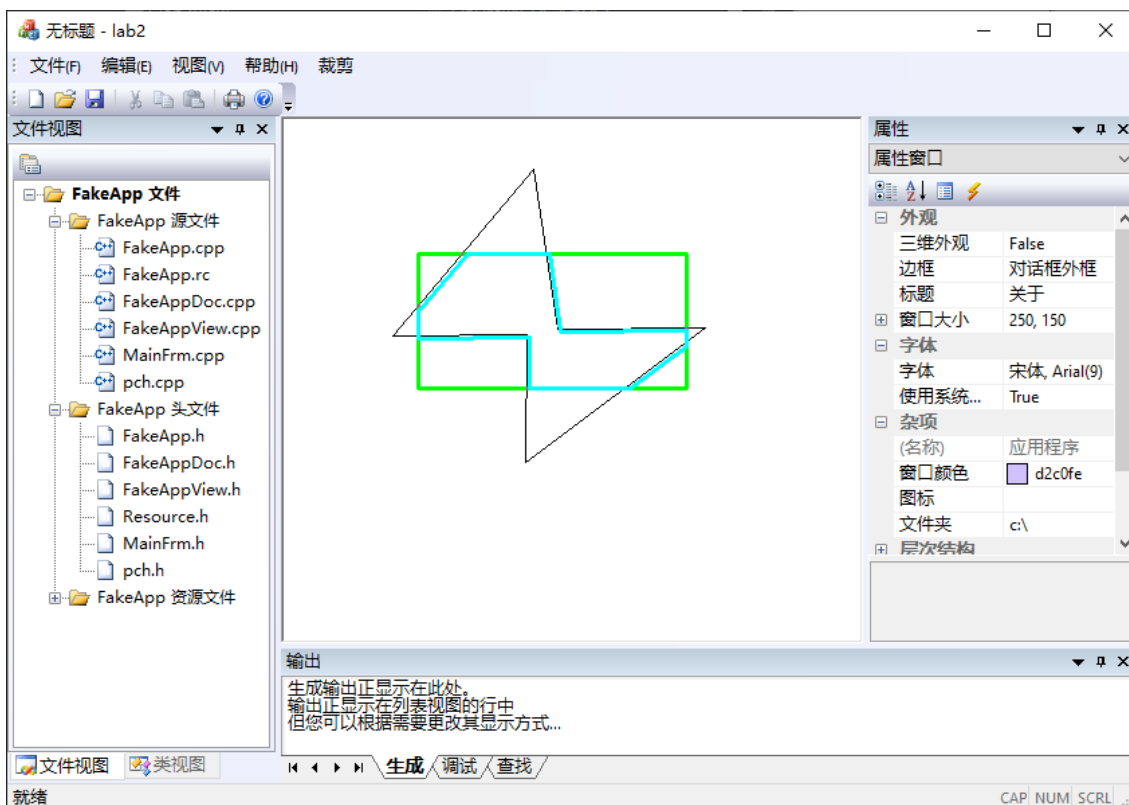 无标题 - lab2
文件(F) 编辑(E) 视图(V) 帮助(H) 裁剪
文件视图
FakeApp 文件
FakeApp 源文件
FakeApp.cpp
FakeApp.rc
FakeAppDoc.cpp
FakeAppView.cpp
MainFrm.cpp
pch.cpp
FakeApp 头文件
FakeApp.h
FakeAppDoc.h
FakeAppView.h
Resource.h
MainFrm.h
pch.h
FakeApp 资源文件
文件视图 类视图
属性
属性窗口
外观
三维外观 False
边框 对话框外框
标题 关于
窗口大小 250, 150
字体
字体 宋体, Arial(9)
使用系统... True
杂项
(名称) 应用程序
窗口颜色 d2c0fe
图标
文件夹 c:\
层次结构
输出
生成输出正显示在此处。
输出正显示在列表视图的行中
但您可以根据需要更改其显示方式...
生成 调试 查找
就绪
CAP NUM SCRL